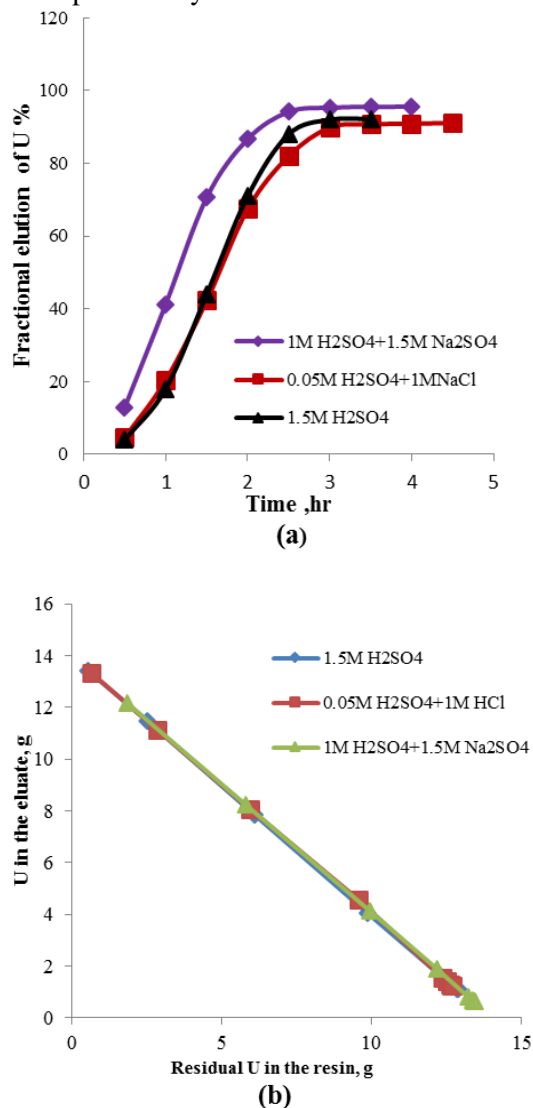 120
100
80
60
40
20
0
Fractional elution of U %
1M H2SO4+1.5M Na2SO4
0.05M H2SO4+1MNaCl
1.5M H2SO4
0 1 2 3 4 5
Time ,hr
(a)
16
14
12
10
8
6
4
2
0
U in the eluate, g
1.5M H2SO4
0.05M H2SO4+1M HCl
1M H2SO4+1.5M Na2SO4
0 5 10 15
Residual U in the resin, g
(b)